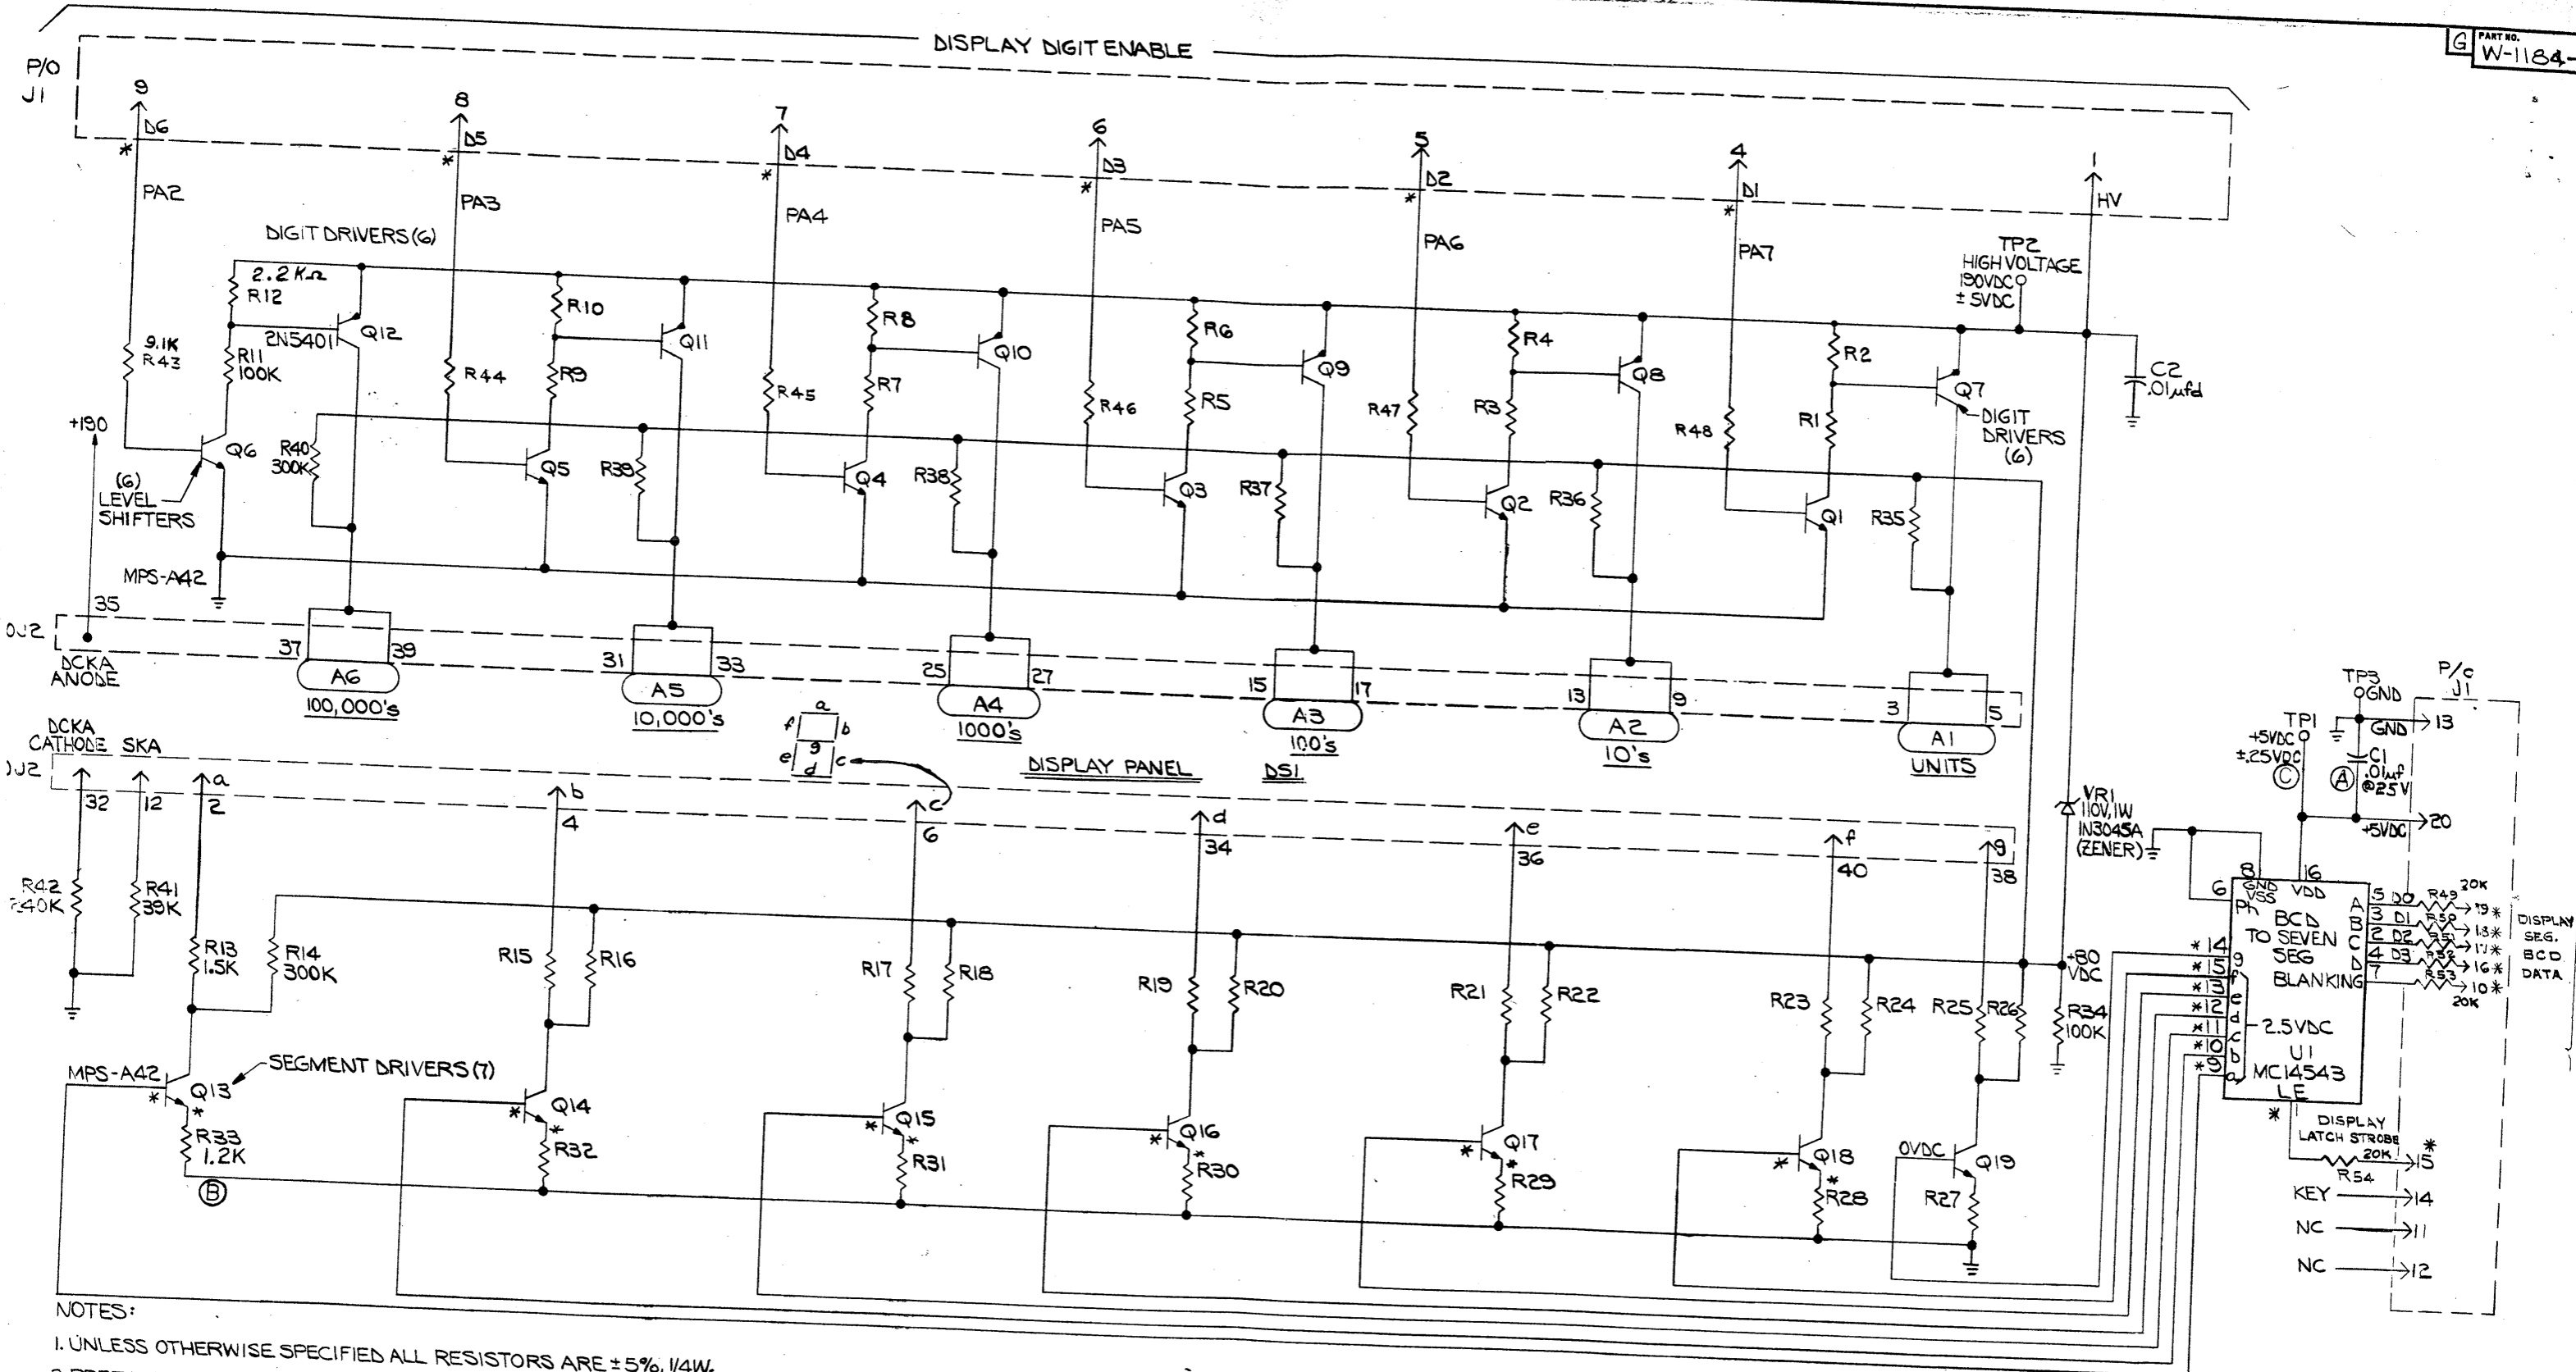 DISPLAY DIGIT ENABLE
G PART NO. W-1184-
P/O J1
9 8 7 6 5 4 1
D6 D5 D4 D3 D2 D1 HV
* * * * * *
PA2 PA3 PA4 PA5 PA6 PA7
DIGIT DRIVERS (6)
TP2
HIGH VOLTAGE
190VDC
± 5VDC
2.2KΩ
R12 R10 R8 R6 R4 R2
2N5401 Q12 Q11 Q10 Q9 Q8 Q7
9.1K
R43 R11 100K R44 R9 R45 R7 R46 R5 R47 R3 R48 R1
C2
.01µfd
DIGIT
DRIVERS
(6)
+190
Q6 R40 300K Q5 R39 Q4 R38 Q3 R37 Q2 R36 Q1 R35
(6)
LEVEL
SHIFTERS
MPS-A42
35
DCKA
ANODE
37 39 31 33 25 27 15 17 13 9 3 5
A6 A5 A4 A3 A2 A1
100,000's 10,000's 1000's 100's 10's UNITS
a
f b
g
e c
d
DISPLAY PANEL DS1
DCKA
CATHODE SKA
a b c d e f g
32 12 2 4 6 34 36 40 38
VR1
110V, 1W
1N3045A
(ZENER)
TP3
GND
P/O
J1
TP1
+5VDC
±.25VDC
C
GND 13
A
C1
.01µf
@25V
+5VDC 20
R42
R41
39K
R13
1.5K
R14
300K
R15 R16 R17 R18 R19 R20 R21 R22 R23 R24 R25 R26
+80
VDC
R34
100K
8 16
6 GND VDD
VSS
Ph
BCD
TO SEVEN
SEG
BLANKING
A 5 D0 R49 20K 19*
B 3 D1 R50 18*
C 2 D2 R51 17*
D 4 D3 R52 16*
7 R53 10*
20K
DISPLAY
SEG.
BCD
DATA
*14 g
*15 f
*13 e
*12 d
*11 c
*10 b
*9 a
2.5VDC
U1
MC14543
LE
*
DISPLAY
LATCH STROBE *
20K 15
R54
KEY 14
NC 11
NC 12
MPS-A42
SEGMENT DRIVERS (7)
Q13 Q14 Q15 Q16 Q17 Q18 0VDC Q19
* * * * * *
* * * * * *
R33
1.2K
R32 R31 R30 R29 R28 R27
B
NOTES:
1. UNLESS OTHERWISE SPECIFIED ALL RESISTORS ARE ±5%, 1/4W.